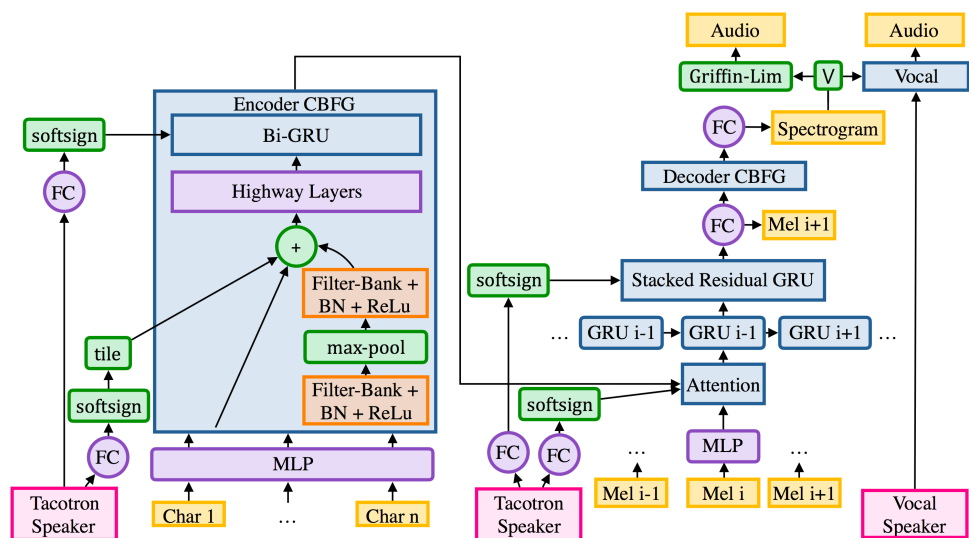 Audio
Audio
Griffin-Lim
V
Vocal
Encoder CBFG
softsign
Bi-GRU
FC
Spectrogram
FC
Highway Layers
Decoder CBFG
FC
Mel i+1
+
softsign
Stacked Residual GRU
Filter-Bank +
BN + ReLu
...
GRU i-1
GRU i-1
GRU i+1
...
tile
max-pool
Attention
softsign
Filter-Bank +
BN + ReLu
softsign
FC
MLP
FC
FC
MLP
...
...
Tacotron
Speaker
Char 1
...
Char n
Tacotron
Speaker
Mel i-1
Mel i
Mel i+1
Vocal
Speaker